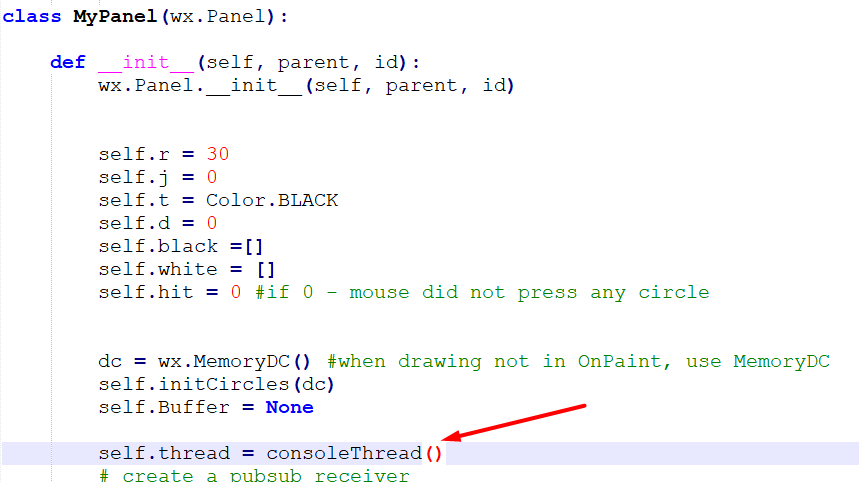 class MyPanel(wx.Panel):
def __init__(self, parent, id):
wx.Panel.__init__(self, parent, id)
self.r = 30
self.j = 0
self.t = Color.BLACK
self.d = 0
self.black =[]
self.white = []
self.hit = 0 #if 0 - mouse did not press any circle
dc = wx.MemoryDC() #when drawing not in OnPaint, use MemoryDC
self.initCircles(dc)
self.Buffer = None
self.thread = consoleThread()
# create a pubsub receiver